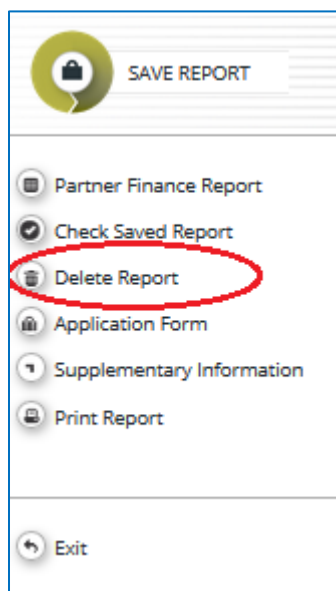 SAVE REPORT
Partner Finance Report
Check Saved Report
Delete Report
Application Form
Supplementary Information
Print Report
Exit